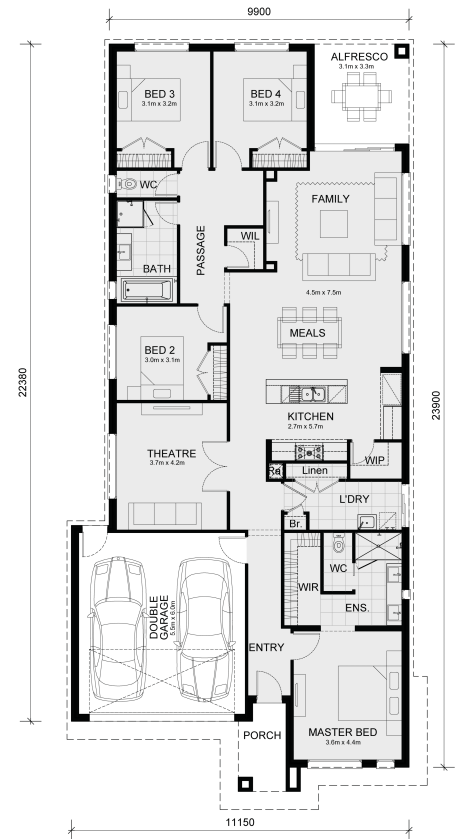 9900
ALFRESCO
3.1m x 3.3m
BED 3
3.1m x 3.2m
BED 4
3.1m x 3.2m
WC
FAMILY
PASSAGE
WIL
BATH
4.5m x 7.5m
MEALS
BED 2
3.0m x 3.1m
22380
23900
KITCHEN
2.7m x 5.7m
THEATRE
3.7m x 4.2m
WIP
Linen
L'DRY
Br.
WC
WIR
ENS.
DOUBLE
GARAGE
5.5m x 6.0m
ENTRY
MASTER BED
3.6m x 4.4m
PORCH
11150